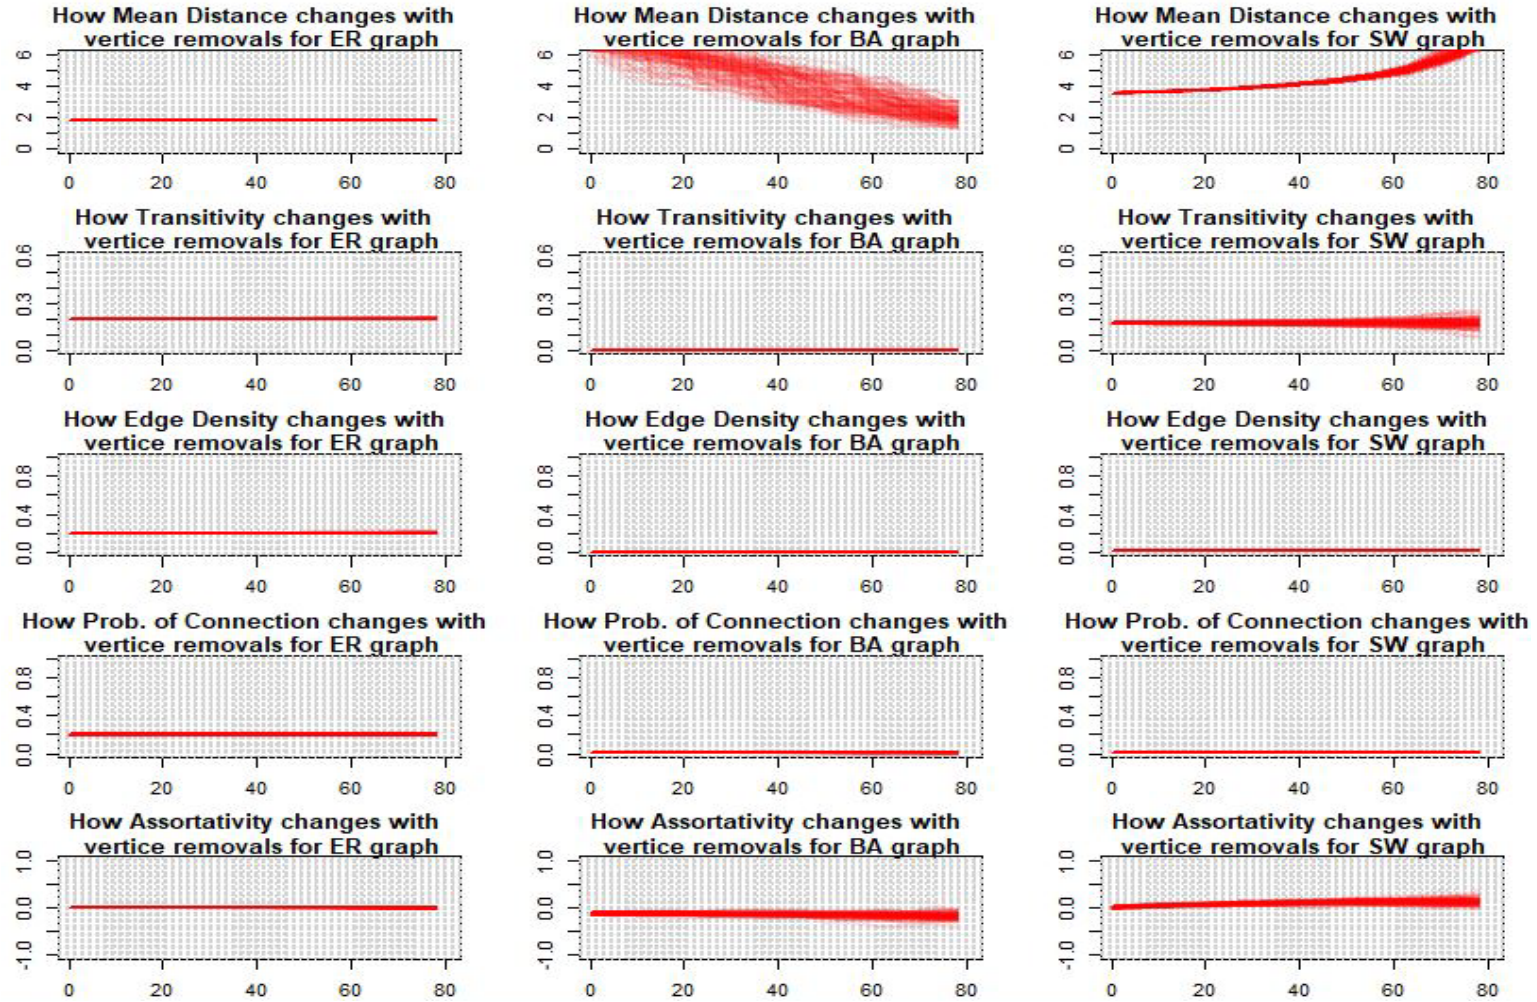 How Mean Distance changes with
vertice removals for ER graph
0 2 4 6
0 20 40 60 80
How Mean Distance changes with
vertice removals for BA graph
0 2 4 6
0 20 40 60 80
How Mean Distance changes with
vertice removals for SW graph
0 2 4 6
0 20 40 60 80
How Transitivity changes with
vertice removals for ER graph
0.0 0.3 0.6
0 20 40 60 80
How Transitivity changes with
vertice removals for BA graph
0.0 0.3 0.6
0 20 40 60 80
How Transitivity changes with
vertice removals for SW graph
0.0 0.3 0.6
0 20 40 60 80
How Edge Density changes with
vertice removals for ER graph
0.0 0.4 0.8
0 20 40 60 80
How Edge Density changes with
vertice removals for BA graph
0.0 0.4 0.8
0 20 40 60 80
How Edge Density changes with
vertice removals for SW graph
0.0 0.4 0.8
0 20 40 60 80
How Prob. of Connection changes with
vertice removals for ER graph
0.0 0.4 0.8
0 20 40 60 80
How Prob. of Connection changes with
vertice removals for BA graph
0.0 0.4 0.8
0 20 40 60 80
How Prob. of Connection changes with
vertice removals for SW graph
0.0 0.4 0.8
0 20 40 60 80
How Assortativity changes with
vertice removals for ER graph
-1.0 0.0 1.0
0 20 40 60 80
How Assortativity changes with
vertice removals for BA graph
-1.0 0.0 1.0
0 20 40 60 80
How Assortativity changes with
vertice removals for SW graph
-1.0 0.0 1.0
0 20 40 60 80